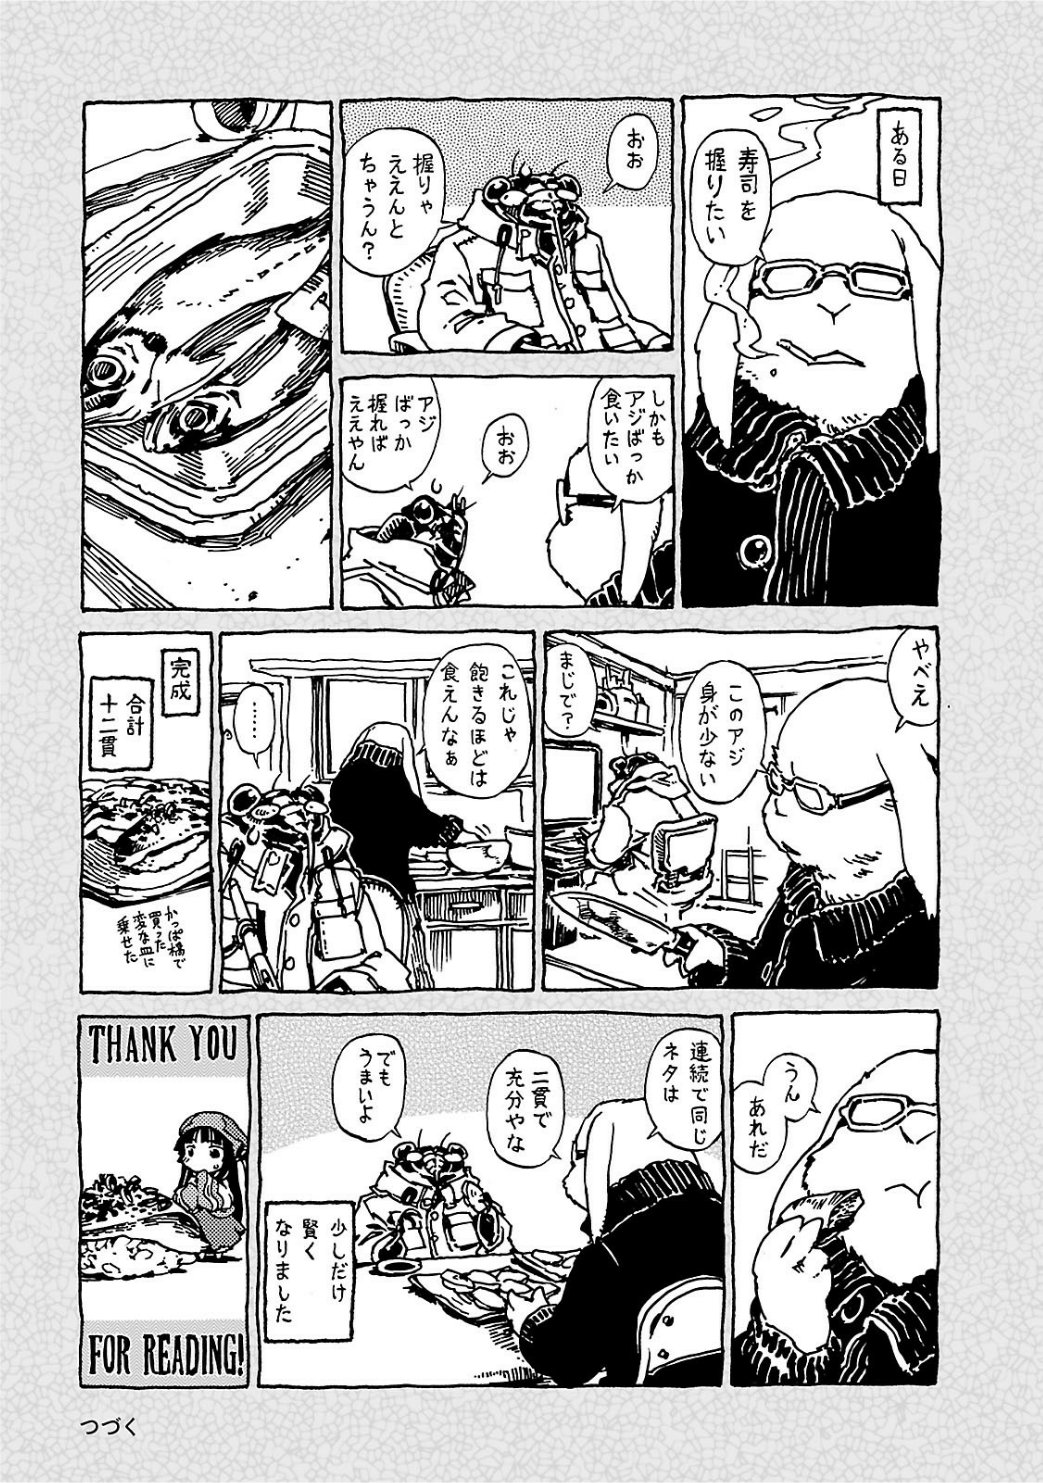 ある日
寿司を
握りたい
おお
握りゃ
ええんと
ちゃうん?
しかも
アジばっか
食いたい
おお
アジ
ばっか
握れば
ええやん
やべえ
このアジ
身が少ない
まじで?
これじゃ
飽きるほどは
食えんなぁ
……
完成
合計
十二貫
かっぱ橋で
買った
変な皿に
乗せた
うん
あれだ
連続で同じ
ネタは
二貫で
充分やな
でも
うまいよ
少しだけ
賢く
なりました
THANK YOU
FOR READING!
つづく